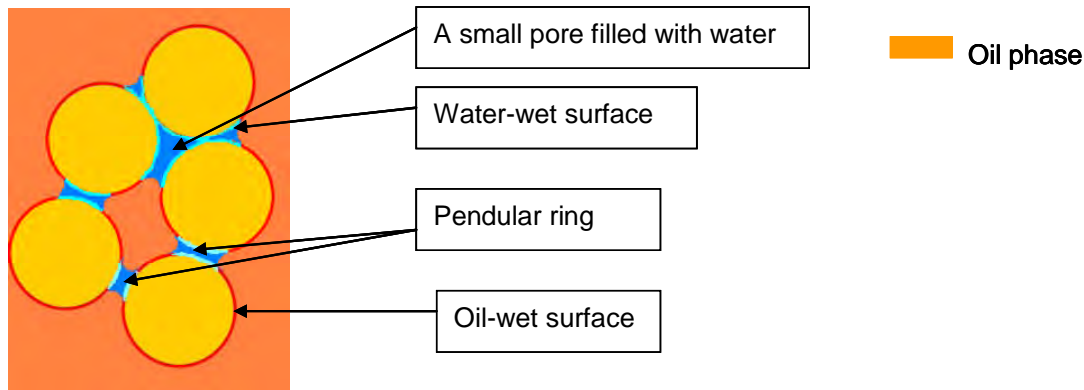 A small pore filled with water
Oil phase
Water-wet surface
Pendular ring
Oil-wet surface